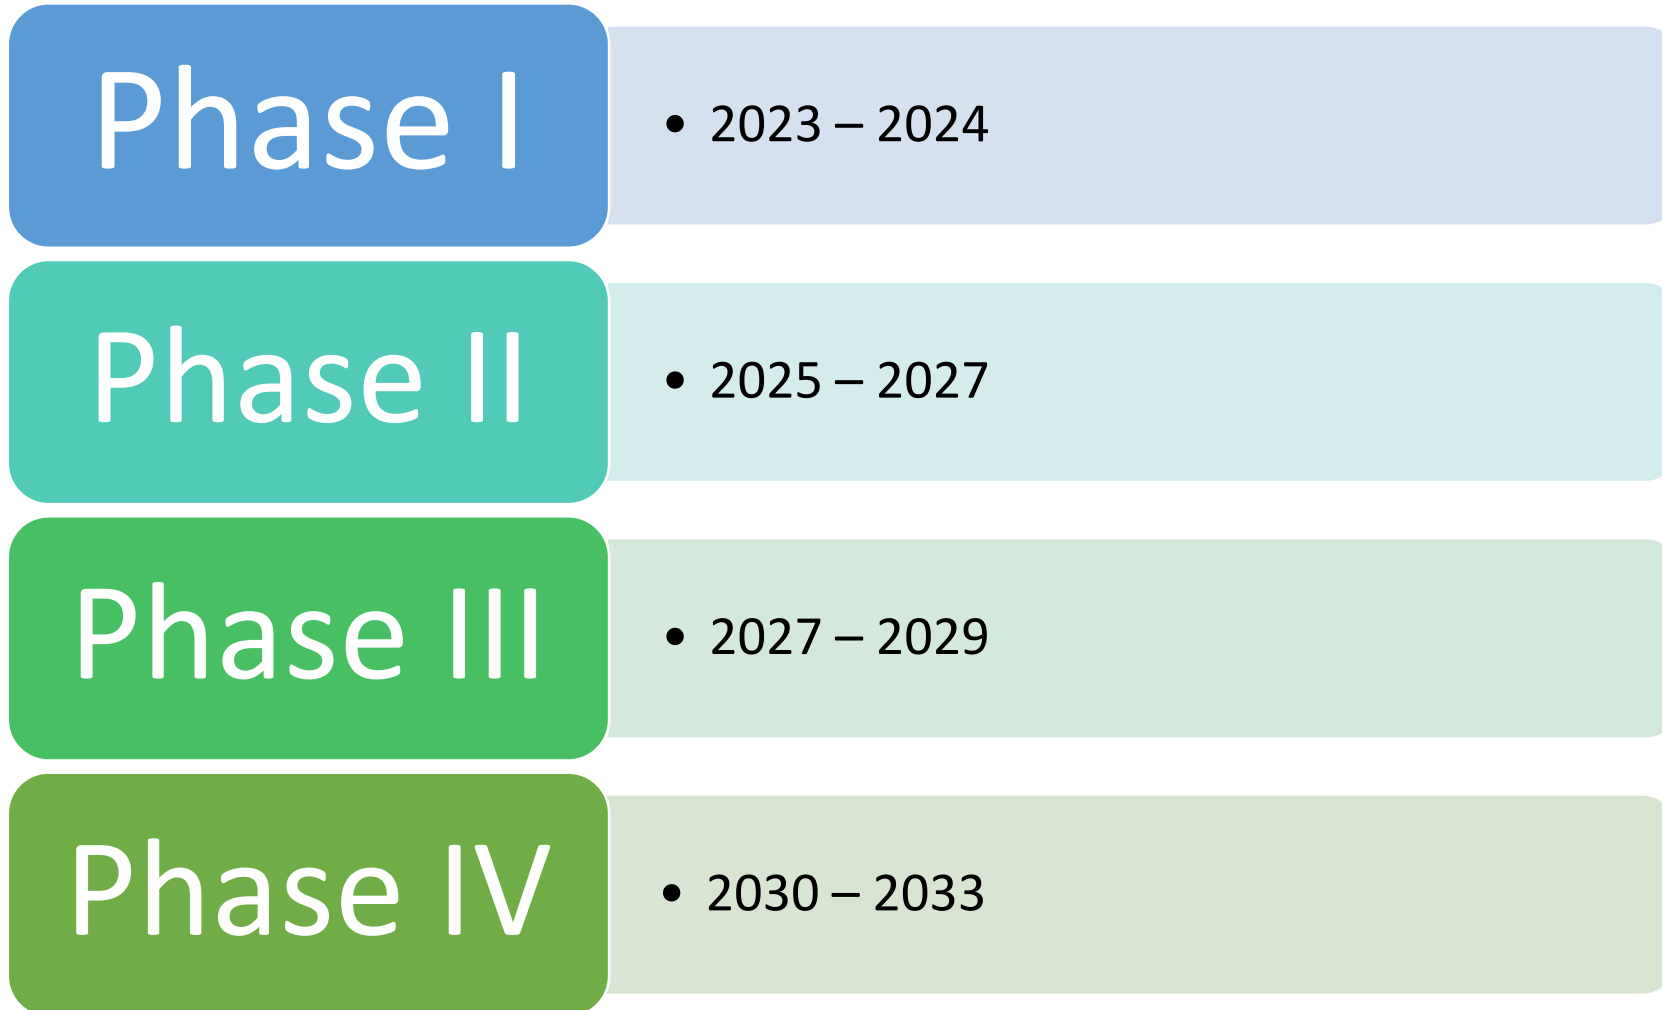 Phase I
• 2023 – 2024
Phase II
• 2025 – 2027
Phase III
• 2027 – 2029
Phase IV
• 2030 – 2033